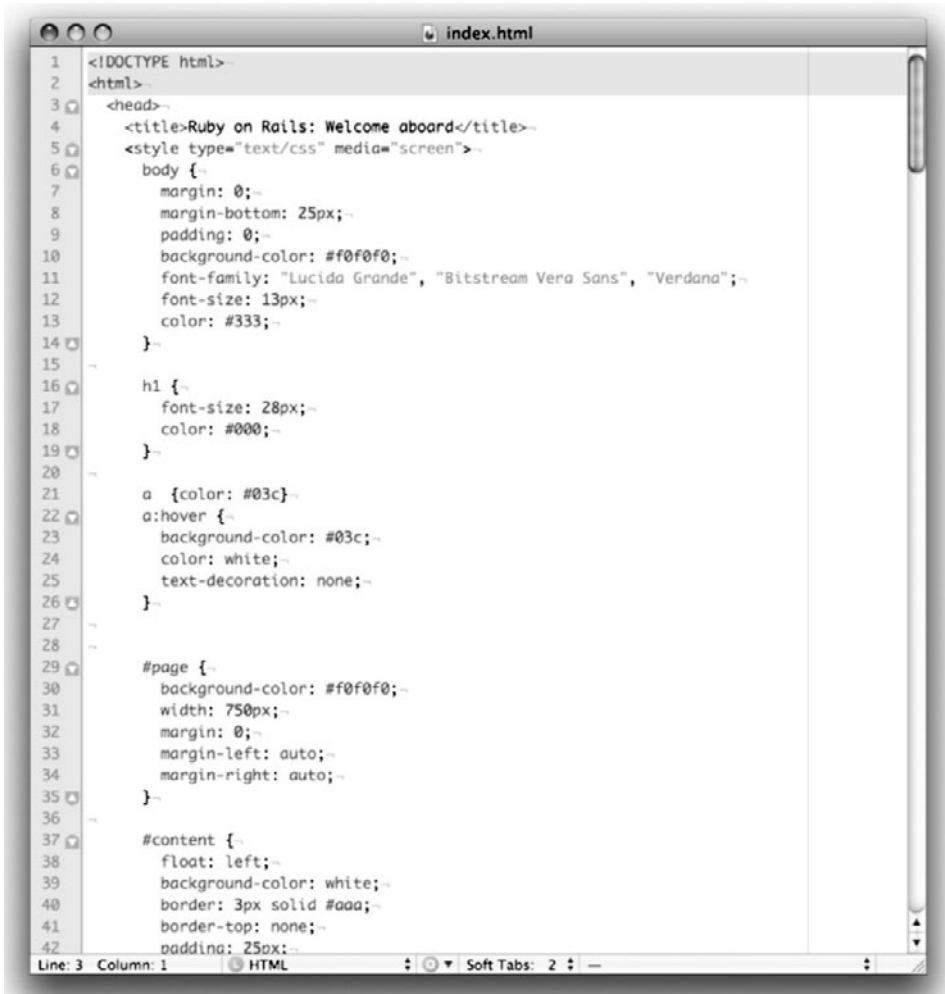 index.html
1 <!DOCTYPE html>¬
2 <html>¬
3 <head>¬
4 <title>Ruby on Rails: Welcome aboard</title>¬
5 <style type="text/css" media="screen">¬
6 body {¬
7 margin: 0;¬
8 margin-bottom: 25px;¬
9 padding: 0;¬
10 background-color: #f0f0f0;¬
11 font-family: "Lucida Grande", "Bitstream Vera Sans", "Verdana";¬
12 font-size: 13px;¬
13 color: #333;¬
14 }¬
15 ¬
16 h1 {¬
17 font-size: 28px;¬
18 color: #000;¬
19 }¬
20 ¬
21 a  {color: #03c}¬
22 a:hover {¬
23 background-color: #03c;¬
24 color: white;¬
25 text-decoration: none;¬
26 }¬
27 ¬
28 ¬
29 #page {¬
30 background-color: #f0f0f0;¬
31 width: 750px;¬
32 margin: 0;¬
33 margin-left: auto;¬
34 margin-right: auto;¬
35 }¬
36 ¬
37 #content {¬
38 float: left;¬
39 background-color: white;¬
40 border: 3px solid #aaa;¬
41 border-top: none;¬
42 padding: 25px;¬
Line: 3 Column: 1 L HTML Soft Tabs: 2 —